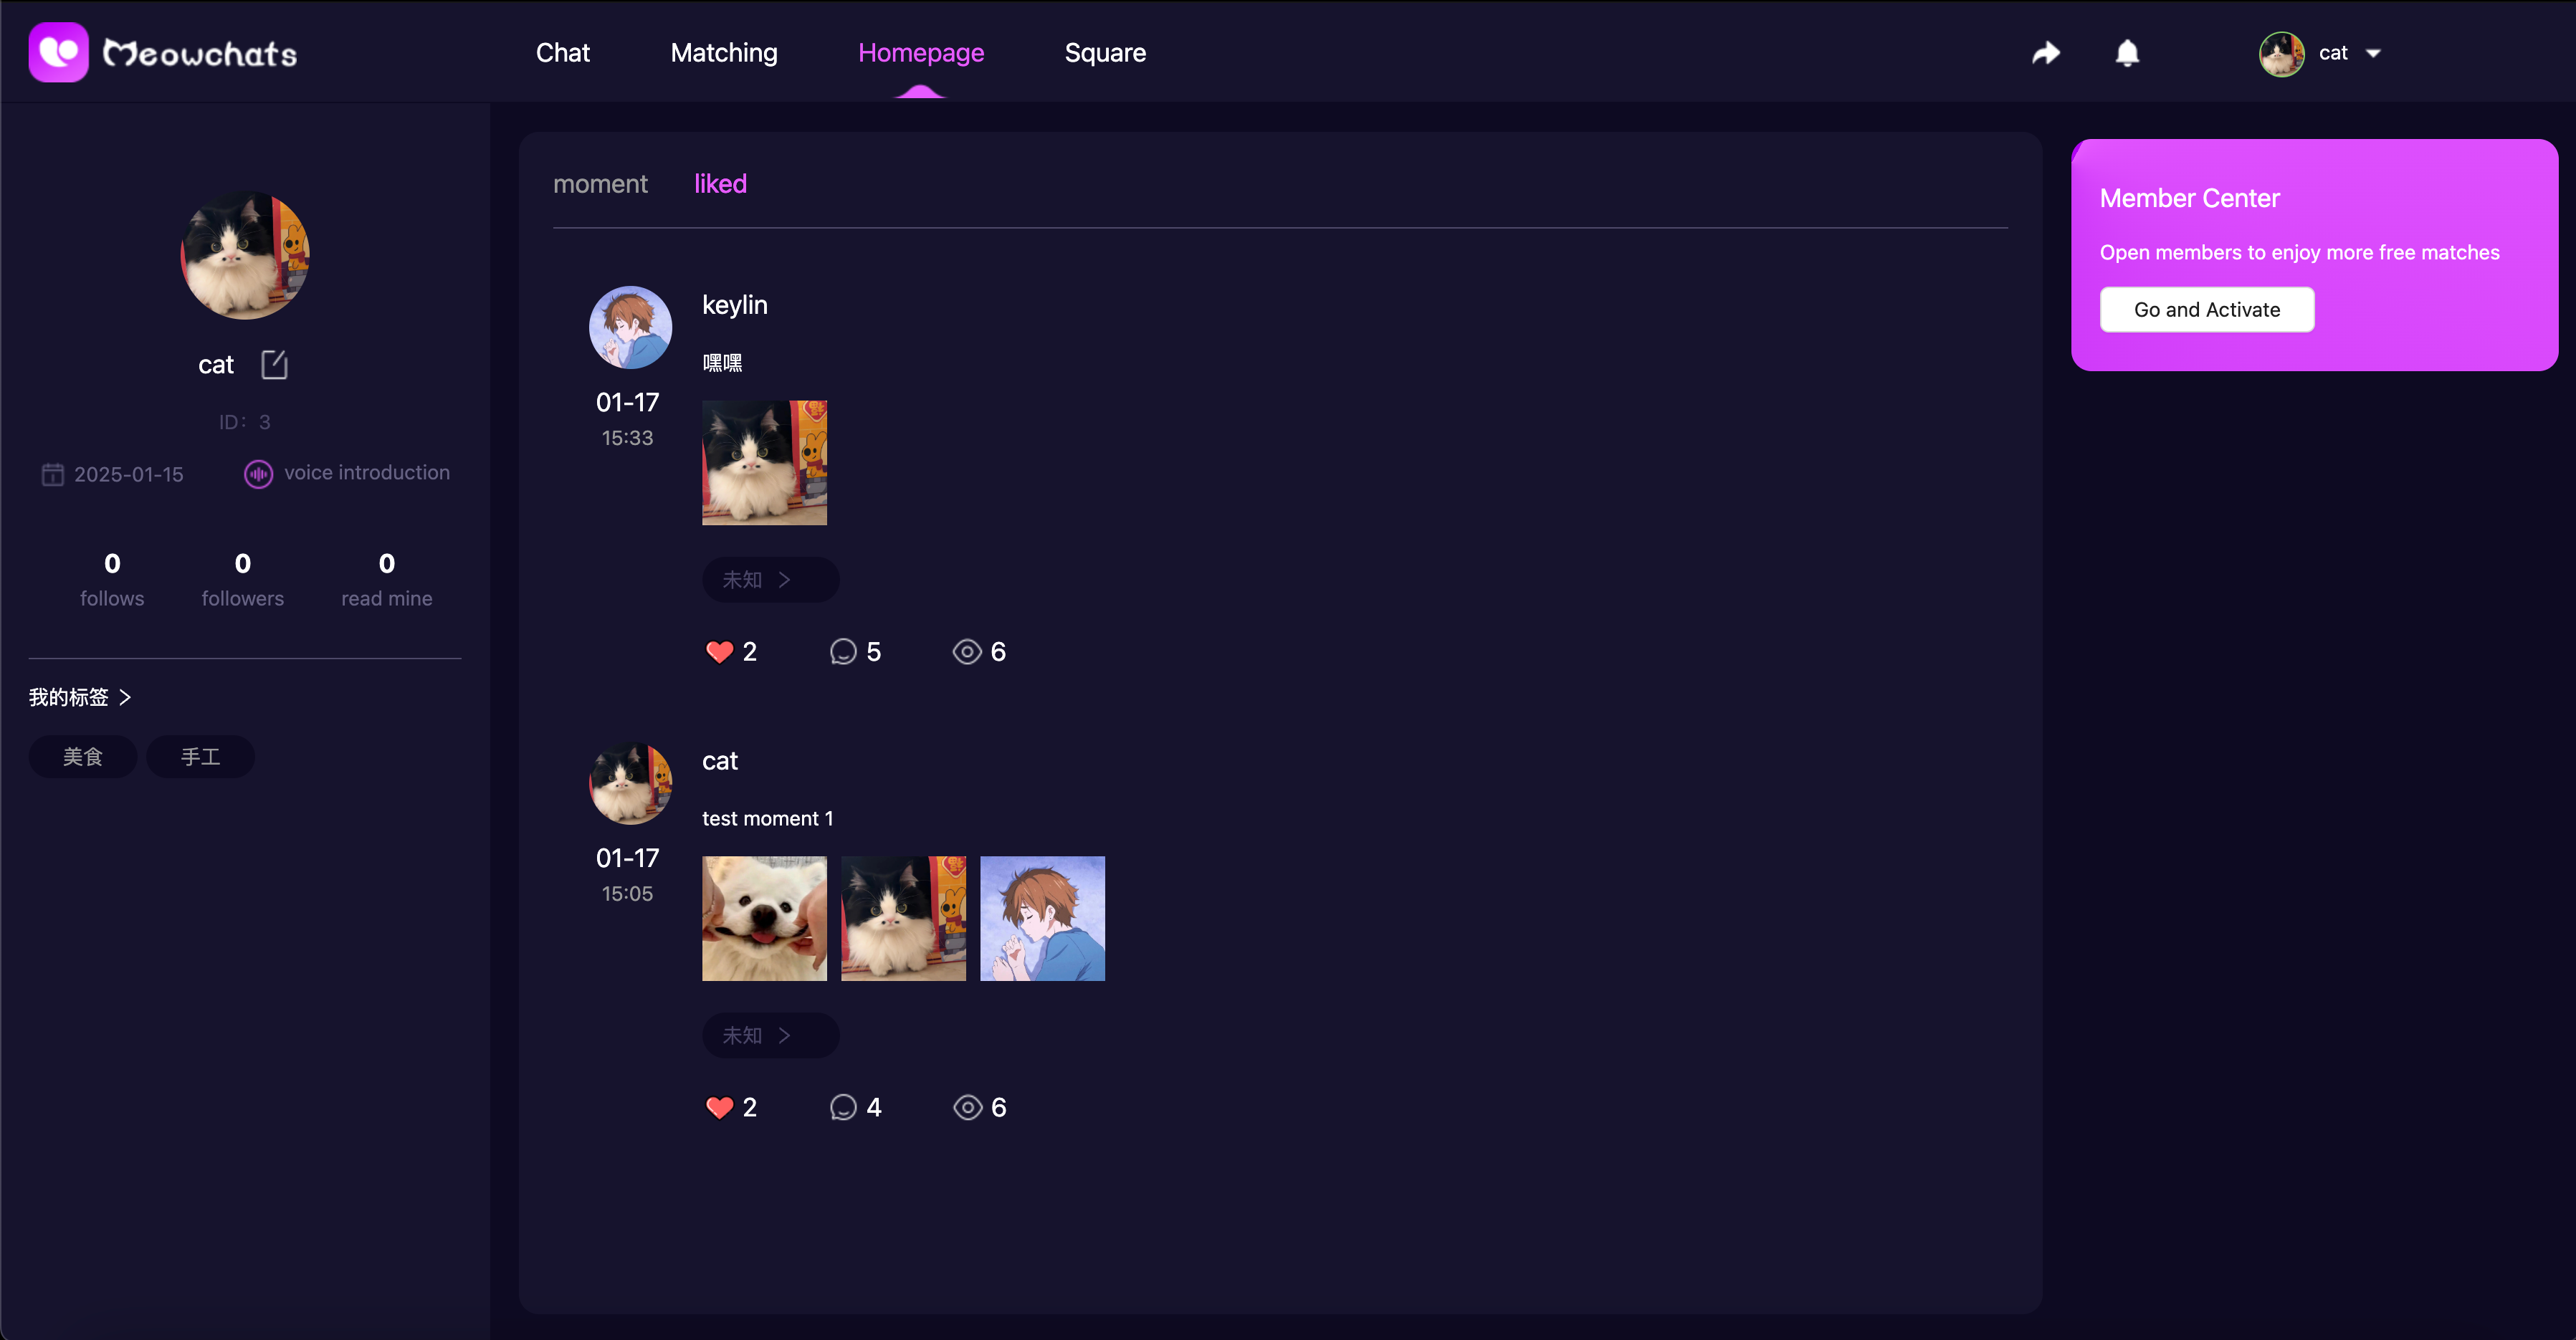 Meowchats
Chat Matching Homepage Square
cat
cat
ID： 3
2025-01-15 voice introduction
0 0 0
follows followers read mine
我的标签 >
美食 手工
moment liked
keylin
嘿嘿
01-17
15:33
福
未知 >
2 5 6
cat
test moment 1
01-17
15:05
未知 >
2 4 6
Member Center
Open members to enjoy more free matches
Go and Activate